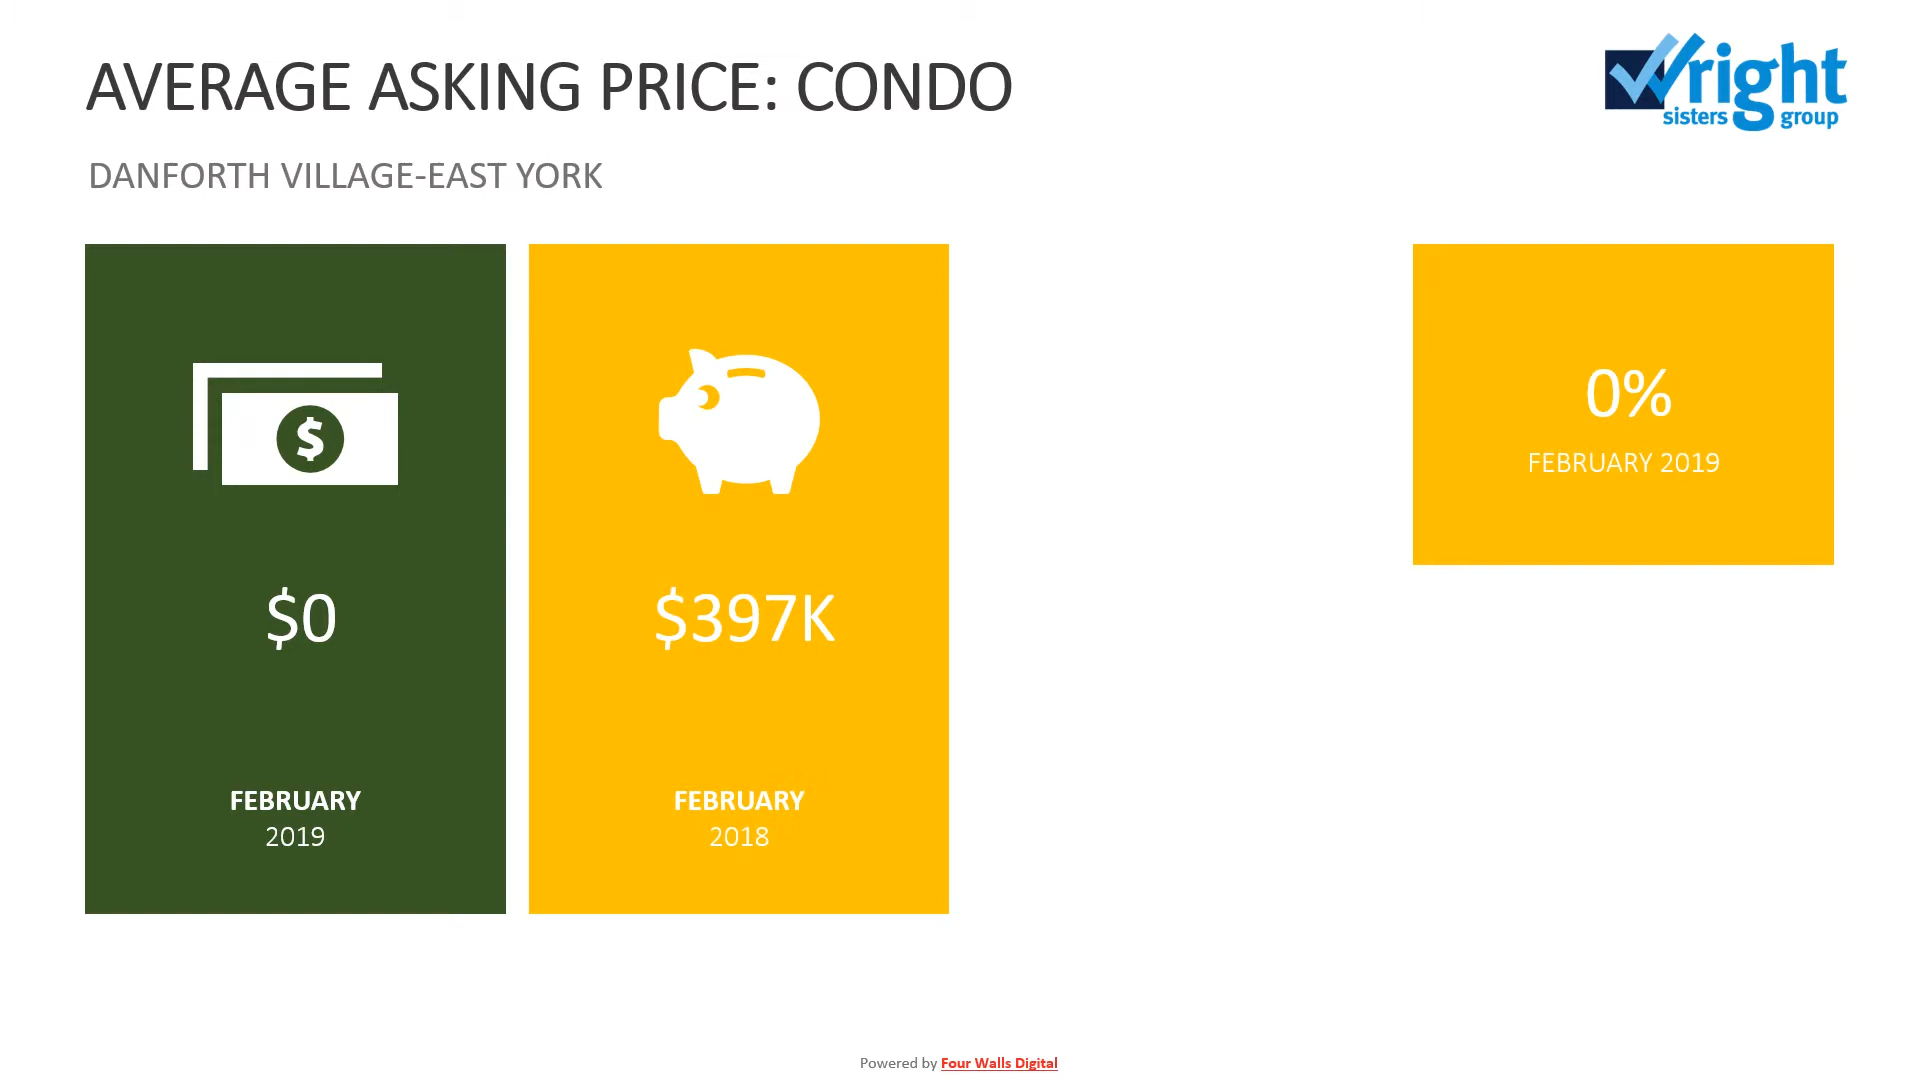 AVERAGE ASKING PRICE: CONDO
Wright
sisters group
DANFORTH VILLAGE-EAST YORK
$
$0
FEBRUARY
2019
$397K
FEBRUARY
2018
0%
FEBRUARY 2019
Powered by Four Walls Digital